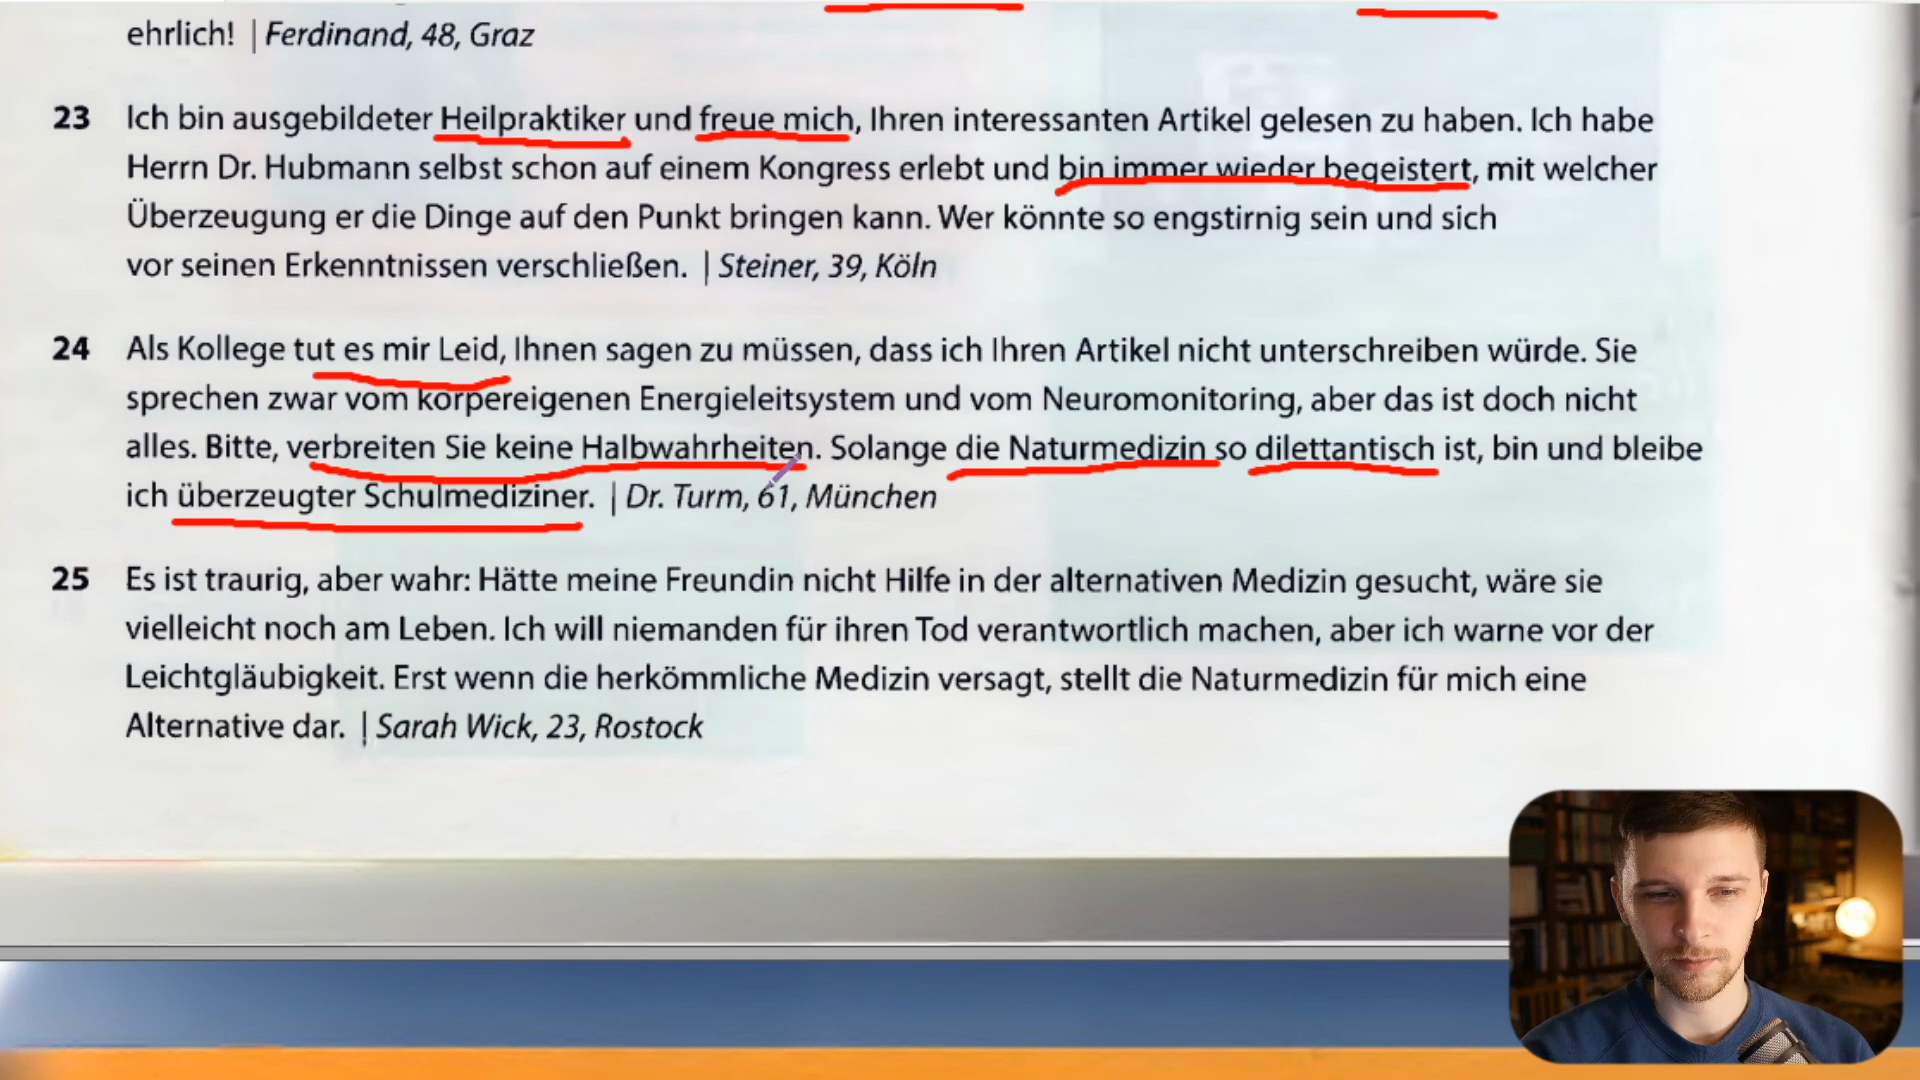 ehrlich! | Ferdinand, 48, Graz
23 Ich bin ausgebildeter Heilpraktiker und freue mich, Ihren interessanten Artikel gelesen zu haben. Ich habe
Herrn Dr. Hubmann selbst schon auf einem Kongress erlebt und bin immer wieder begeistert, mit welcher
Überzeugung er die Dinge auf den Punkt bringen kann. Wer könnte so engstirnig sein und sich
vor seinen Erkenntnissen verschließen. | Steiner, 39, Köln
24 Als Kollege tut es mir Leid, Ihnen sagen zu müssen, dass ich Ihren Artikel nicht unterschreiben würde. Sie
sprechen zwar vom körpereigenen Energieleitsystem und vom Neuromonitoring, aber das ist doch nicht
alles. Bitte, verbreiten Sie keine Halbwahrheiten. Solange die Naturmedizin so dilettantisch ist, bin und bleibe
ich überzeugter Schulmediziner. | Dr. Turm, 61, München
25 Es ist traurig, aber wahr: Hätte meine Freundin nicht Hilfe in der alternativen Medizin gesucht, wäre sie
vielleicht noch am Leben. Ich will niemanden für ihren Tod verantwortlich machen, aber ich warne vor der
Leichtgläubigkeit. Erst wenn die herkömmliche Medizin versagt, stellt die Naturmedizin für mich eine
Alternative dar. | Sarah Wick, 23, Rostock